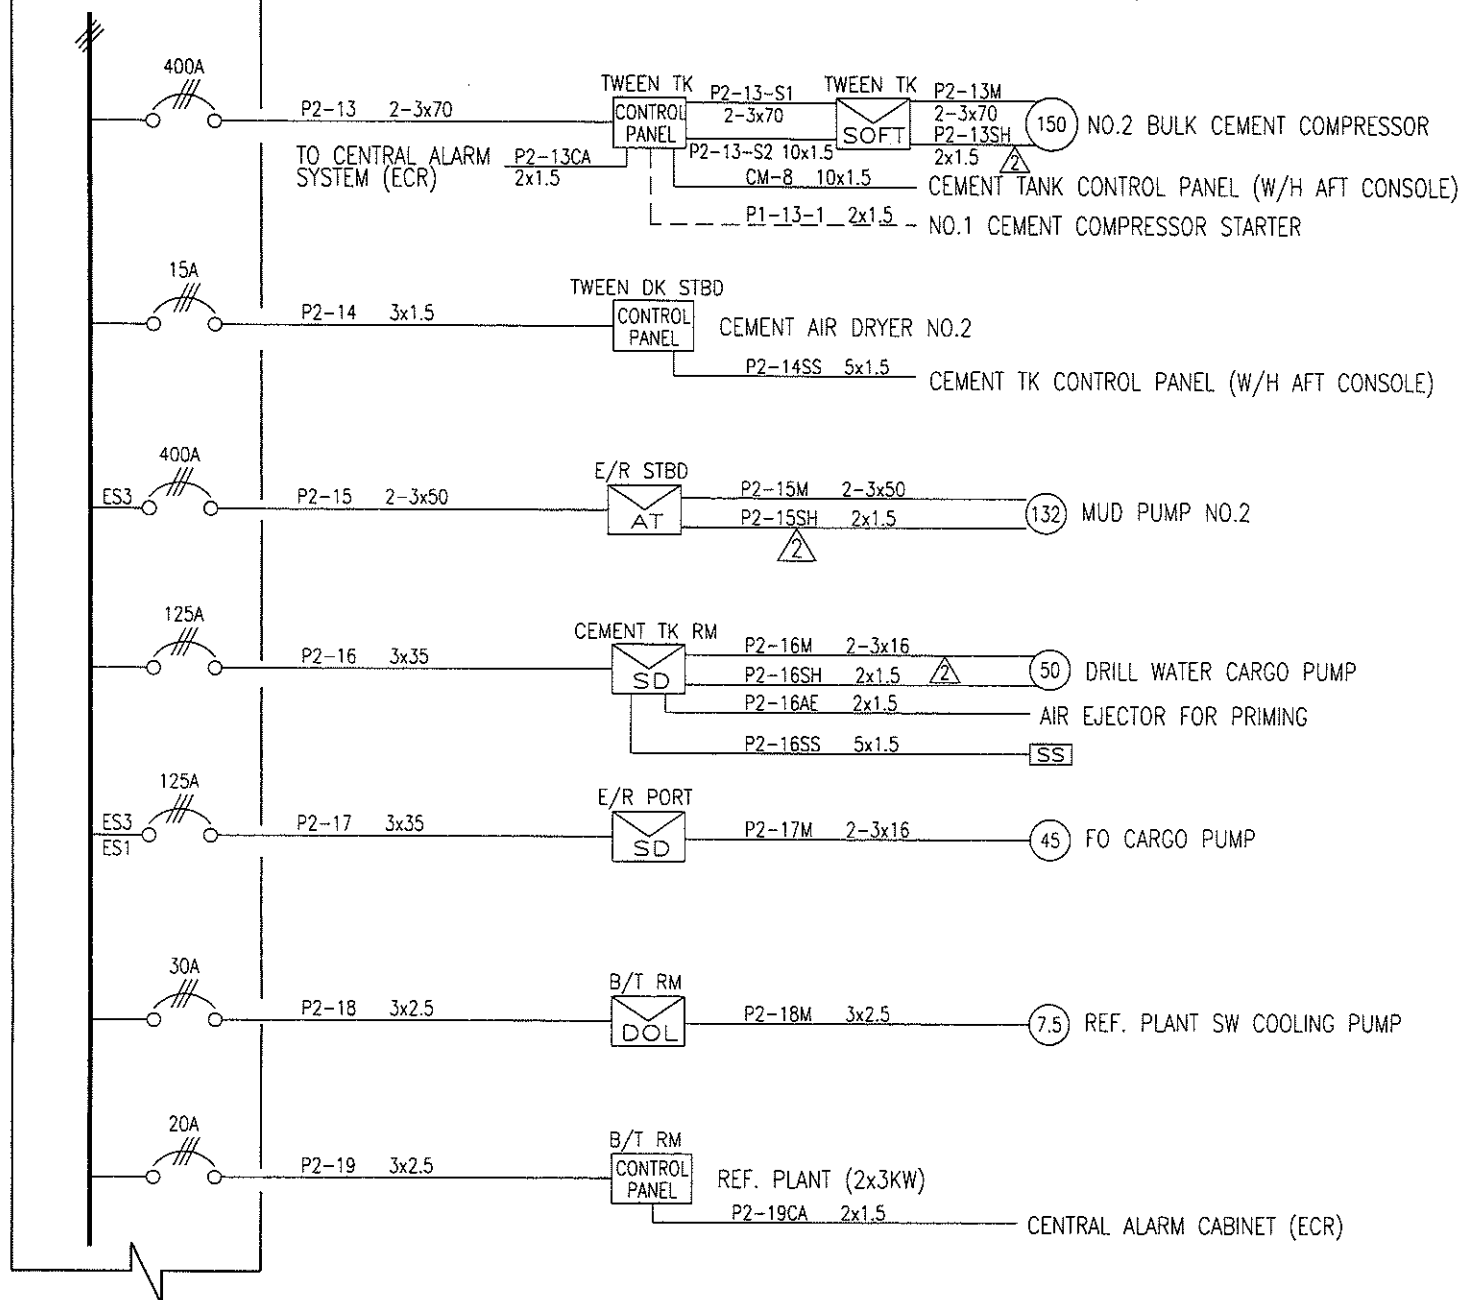 400A
P2-13 2-3x70
TWEEN TK
CONTROL
PANEL
P2-13-S1
2-3x70
P2-13-S2 10x1.5
TWEEN TK
SOFT
P2-13M
2-3x70
P2-13SH
2x1.5
2
150
NO.2 BULK CEMENT COMPRESSOR
TO CENTRAL ALARM
SYSTEM (ECR)
P2-13CA
2x1.5
CM-8 10x1.5
CEMENT TANK CONTROL PANEL (W/H AFT CONSOLE)
P1-13-1 2x1.5
NO.1 CEMENT COMPRESSOR STARTER
15A
P2-14 3x1.5
TWEEN DK STBD
CONTROL
PANEL
CEMENT AIR DRYER NO.2
P2-14SS 5x1.5
CEMENT TK CONTROL PANEL (W/H AFT CONSOLE)
400A
ES3
P2-15 2-3x50
E/R STBD
AT
P2-15M 2-3x50
P2-15SH 2x1.5
2
132
MUD PUMP NO.2
125A
P2-16 3x35
CEMENT TK RM
SD
P2-16M 2-3x16
P2-16SH 2x1.5
2
50
DRILL WATER CARGO PUMP
P2-16AE 2x1.5
AIR EJECTOR FOR PRIMING
P2-16SS 5x1.5
SS
125A
ES3
ES1
P2-17 3x35
E/R PORT
SD
P2-17M 2-3x16
45
FO CARGO PUMP
30A
P2-18 3x2.5
B/T RM
DOL
P2-18M 3x2.5
7.5
REF. PLANT SW COOLING PUMP
20A
P2-19 3x2.5
B/T RM
CONTROL
PANEL
REF. PLANT (2x3KW)
P2-19CA 2x1.5
CENTRAL ALARM CABINET (ECR)